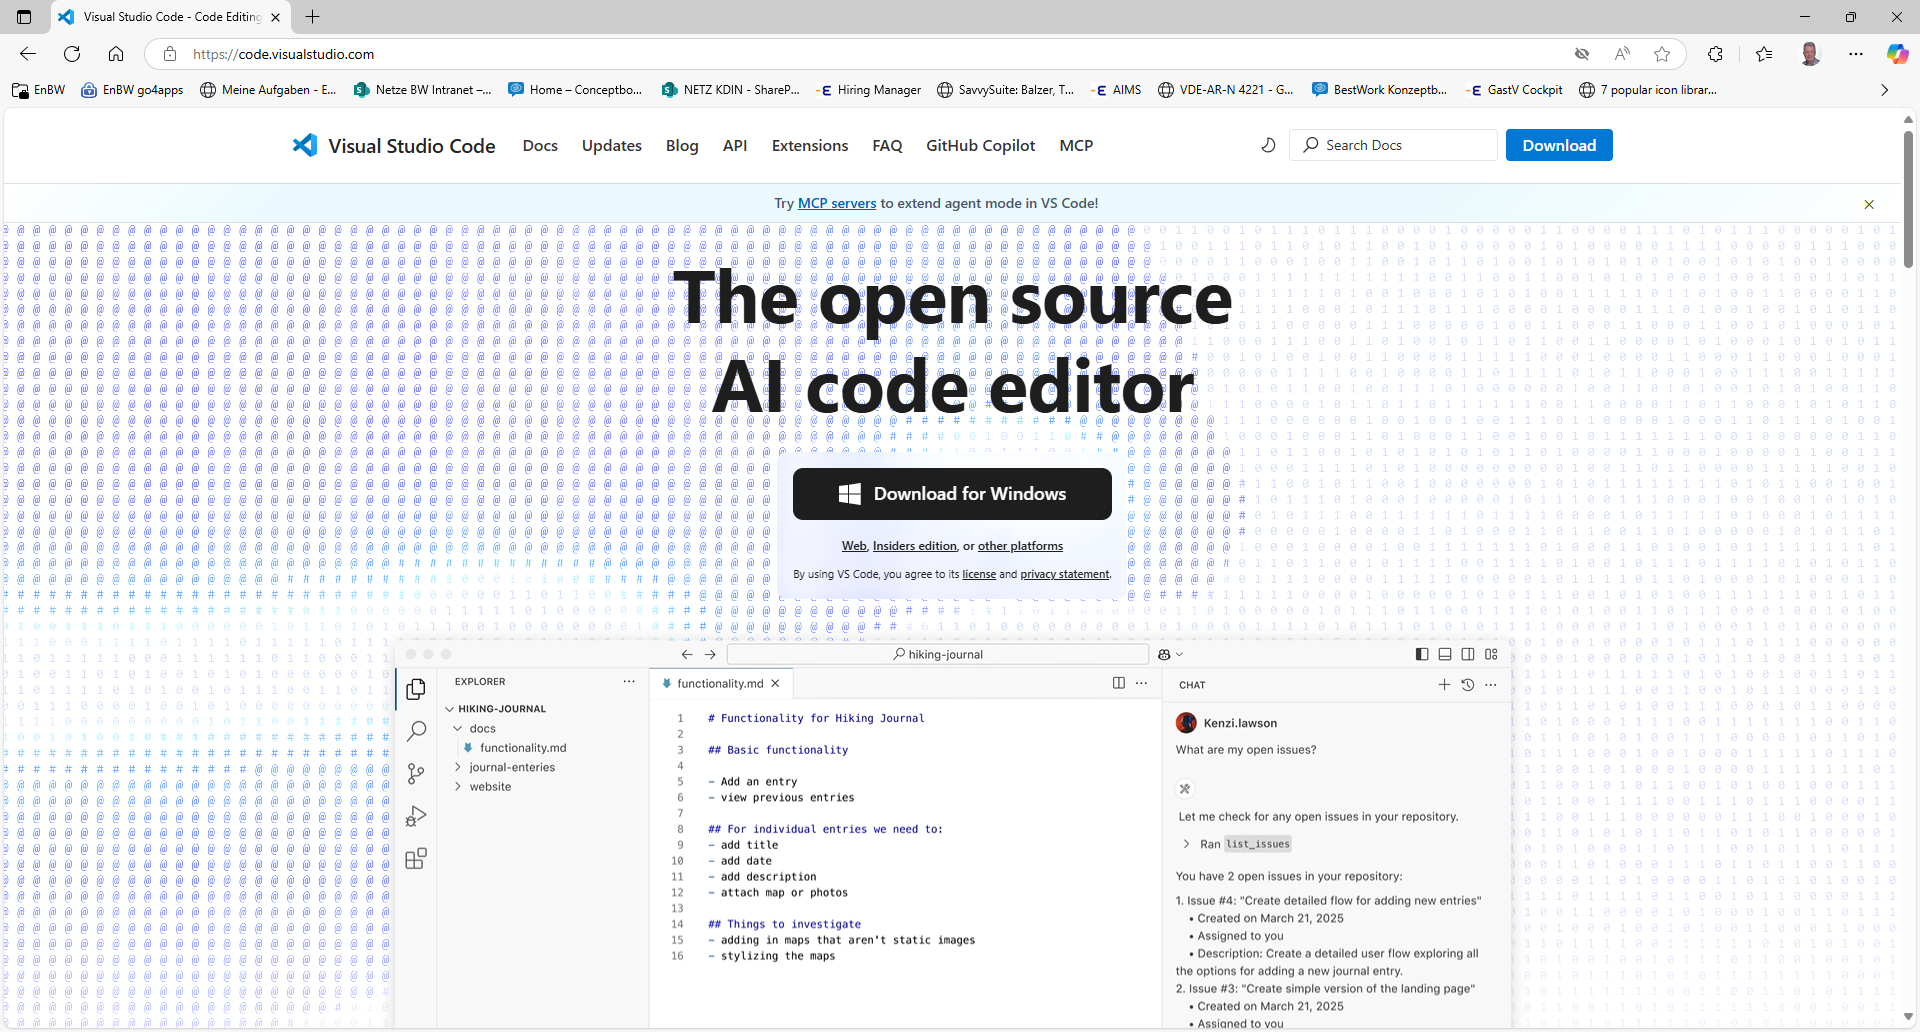 Visual Studio Code - Code Editing
https://code.visualstudio.com
EnBW
EnBW go4apps
Meine Aufgaben - E...
Netze BW Intranet –...
Home – Conceptbo...
NETZ KDIN - ShareP...
Hiring Manager
SavvySuite: Balzer, T...
AIMS
VDE-AR-N 4221 - G...
BestWork Konzeptb...
GastV Cockpit
7 popular icon librar...
Visual Studio Code
Docs
Updates
Blog
API
Extensions
FAQ
GitHub Copilot
MCP
Search Docs
Download
Try MCP servers to extend agent mode in VS Code!
The open source
AI code editor
Download for Windows
Web, Insiders edition, or other platforms
By using VS Code, you agree to its license and privacy statement.
hiking-journal
EXPLORER
HIKING-JOURNAL
docs
functionality.md
journal-enteries
website
functionality.md
1 # Functionality for Hiking Journal
2
3 ## Basic functionality
4
5 - Add an entry
6 - view previous entries
7
8 ## For individual entries we need to:
9 - add title
10 - add date
11 - add description
12 - attach map or photos
13
14 ## Things to investigate
15 - adding in maps that aren't static images
16 - stylizing the maps
CHAT
Kenzi.lawson
What are my open issues?
Let me check for any open issues in your repository.
Ran list_issues
You have 2 open issues in your repository:
1. Issue #4: "Create detailed flow for adding new entries"
• Created on March 21, 2025
• Assigned to you
• Description: Create a detailed user flow exploring all
the options for adding a new journal entry.
2. Issue #3: "Create simple version of the landing page"
• Created on March 21, 2025
• Assigned to you